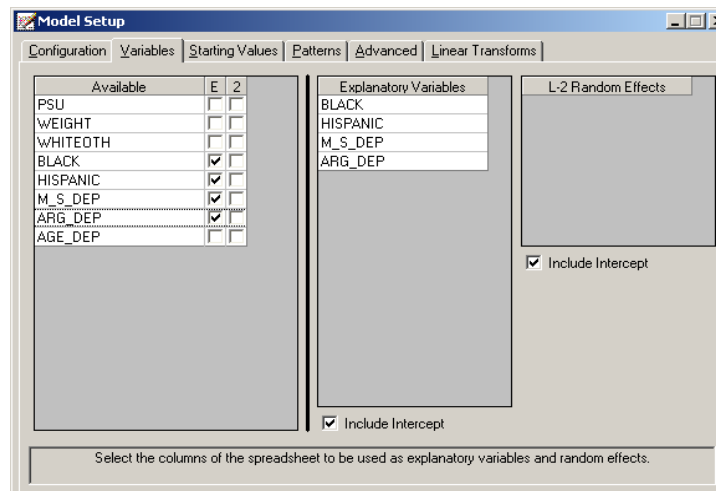 Model Setup
Configuration Variables Starting Values Patterns Advanced Linear Transforms
Available E 2
PSU
WEIGHT
WHITEOTH
BLACK
HISPANIC
M_S_DEP
ARG_DEP
AGE_DEP
Explanatory Variables
BLACK
HISPANIC
M_S_DEP
ARG_DEP
Include Intercept
L-2 Random Effects
Include Intercept
Select the columns of the spreadsheet to be used as explanatory variables and random effects.